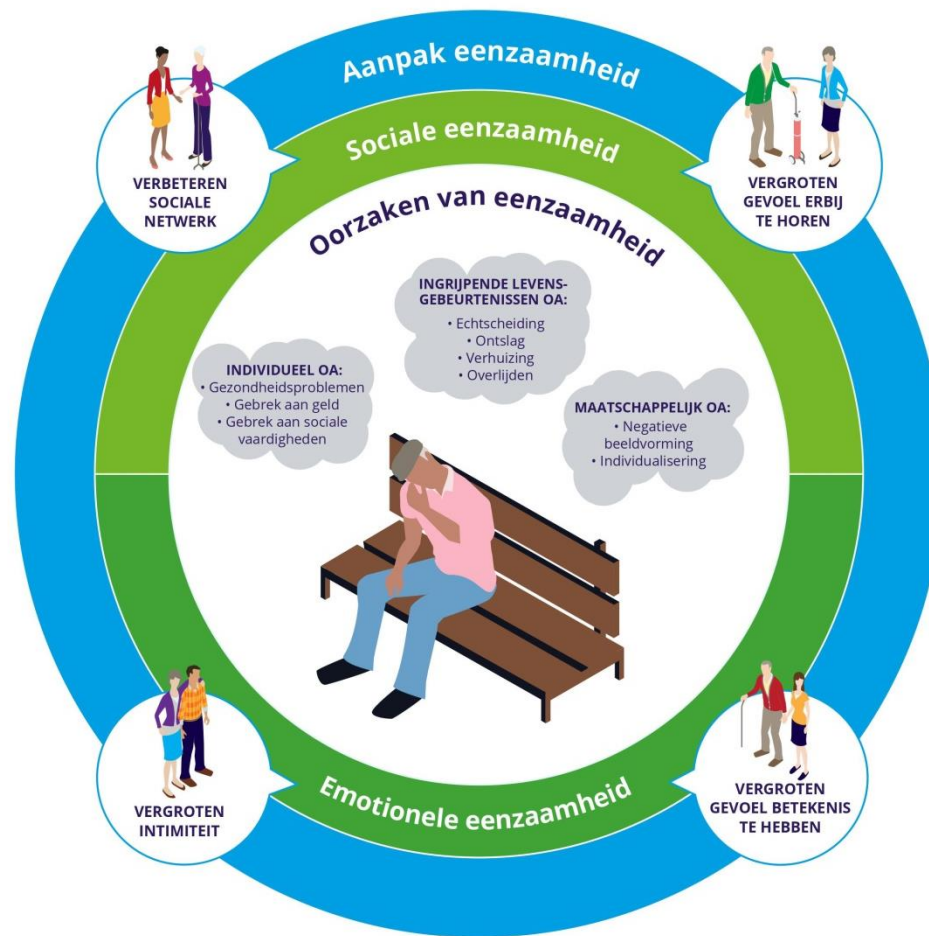 Aanpak eenzaamheid
Sociale eenzaamheid
Oorzaken van eenzaamheid
VERBETEREN
SOCIALE
NETWERK
VERGROTEN
GEVOEL ERBIJ
TE HOREN
INGRIJPENDE LEVENS-
GEBEURTENISSEN OA:
• Echtscheiding
• Ontslag
• Verhuizing
• Overlijden
INDIVIDUEEL OA:
• Gezondheidsproblemen
• Gebrek aan geld
• Gebrek aan sociale
vaardigheden
MAATSCHAPPELIJK OA:
• Negatieve
beeldvorming
• Individualisering
VERGROTEN
INTIMITEIT
Emotionele eenzaamheid
VERGROTEN
GEVOEL BETEKENIS
TE HEBBEN